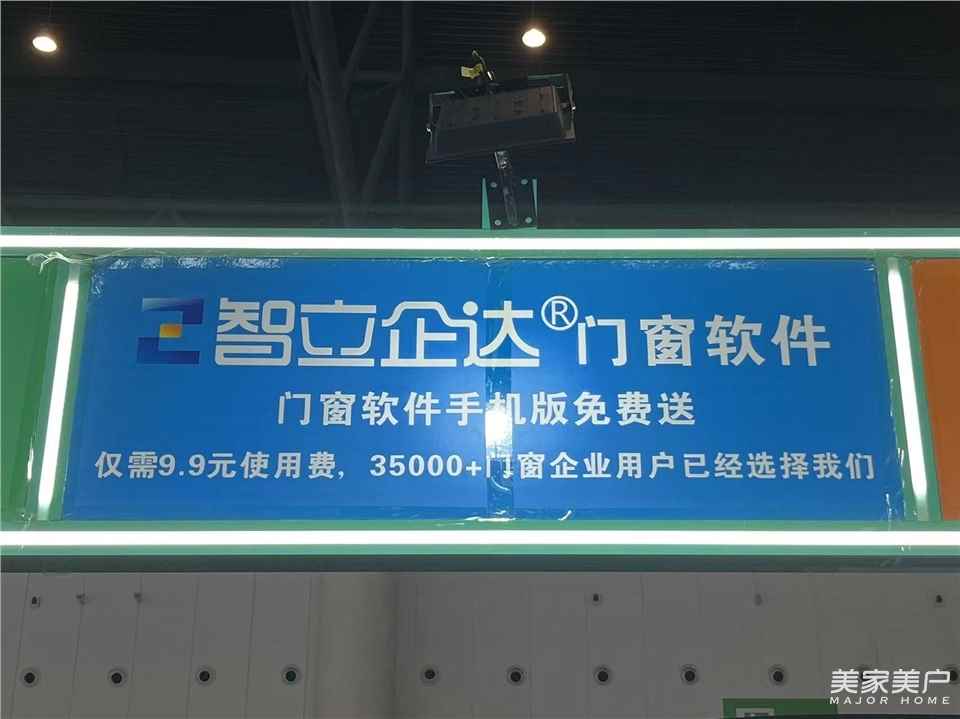 智立企达®门窗软件
门窗软件手机版免费送
仅需9.9元使用费，35000+门窗企业用户已经选择我们
美家美户
MAJOR HOME